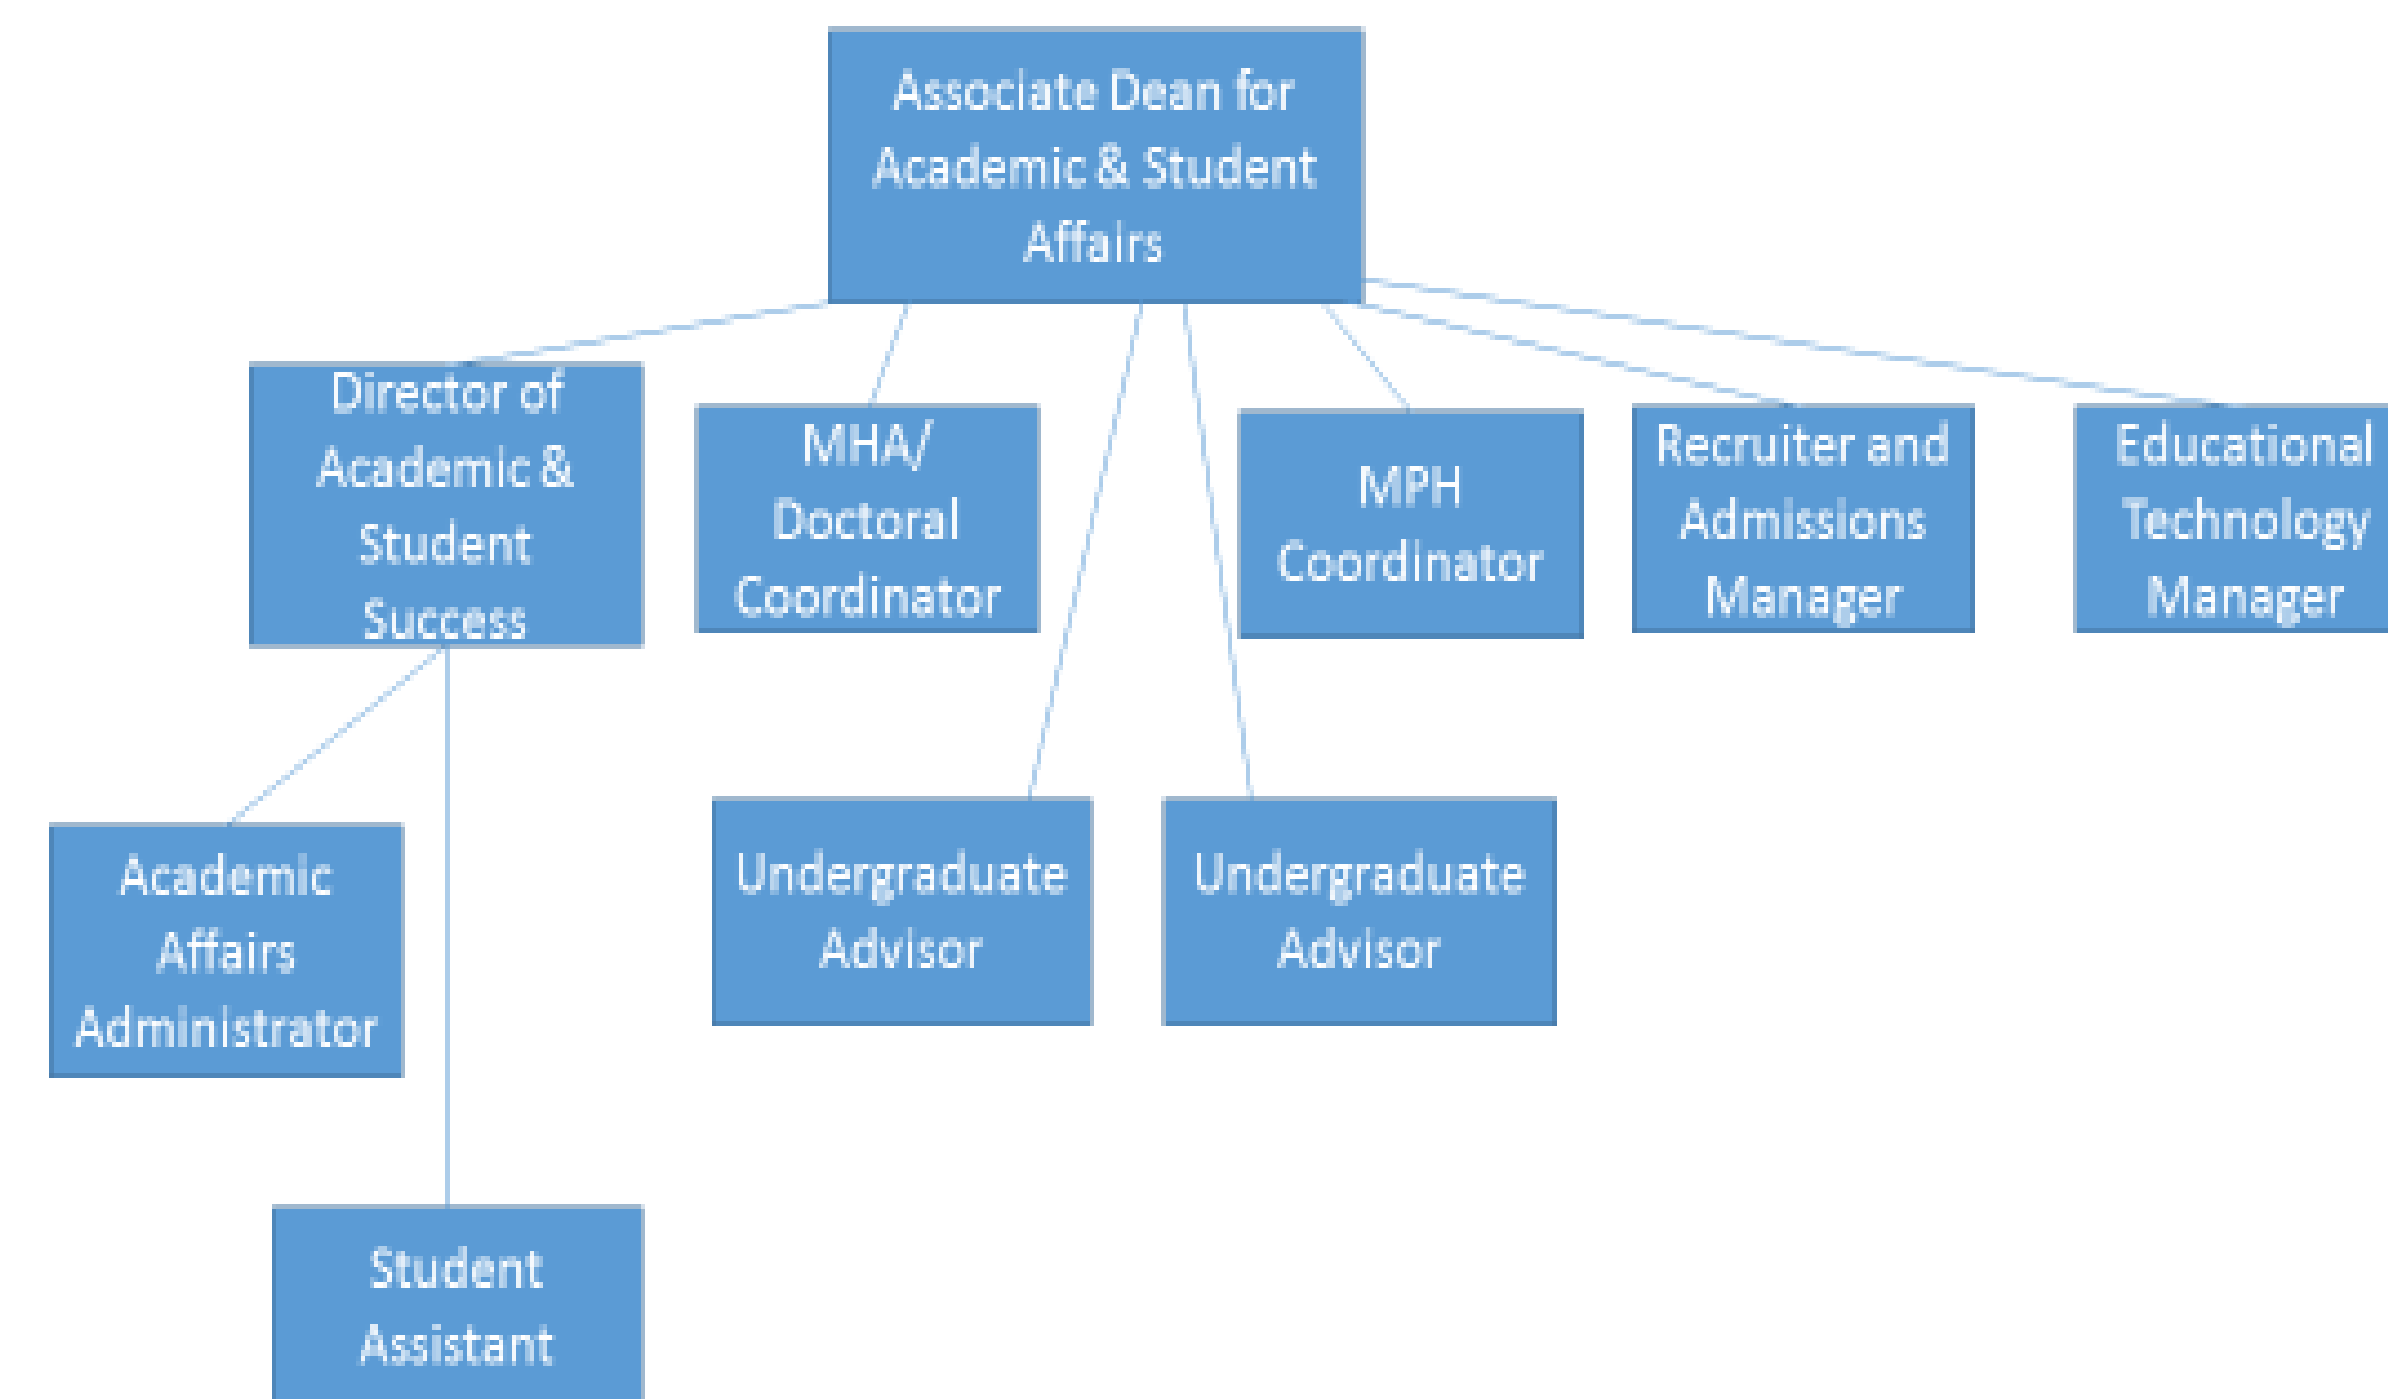 Associate Dean for
Academic & Student
Affairs
Director of
Academic &
Student
Success
MHA/
Doctoral
Coordinator
MPH
Coordinator
Recruiter and
Admissions
Manager
Educational
Technology
Manager
Academic
Affairs
Administrator
Undergraduate
Advisor
Undergraduate
Advisor
Student
Assistant